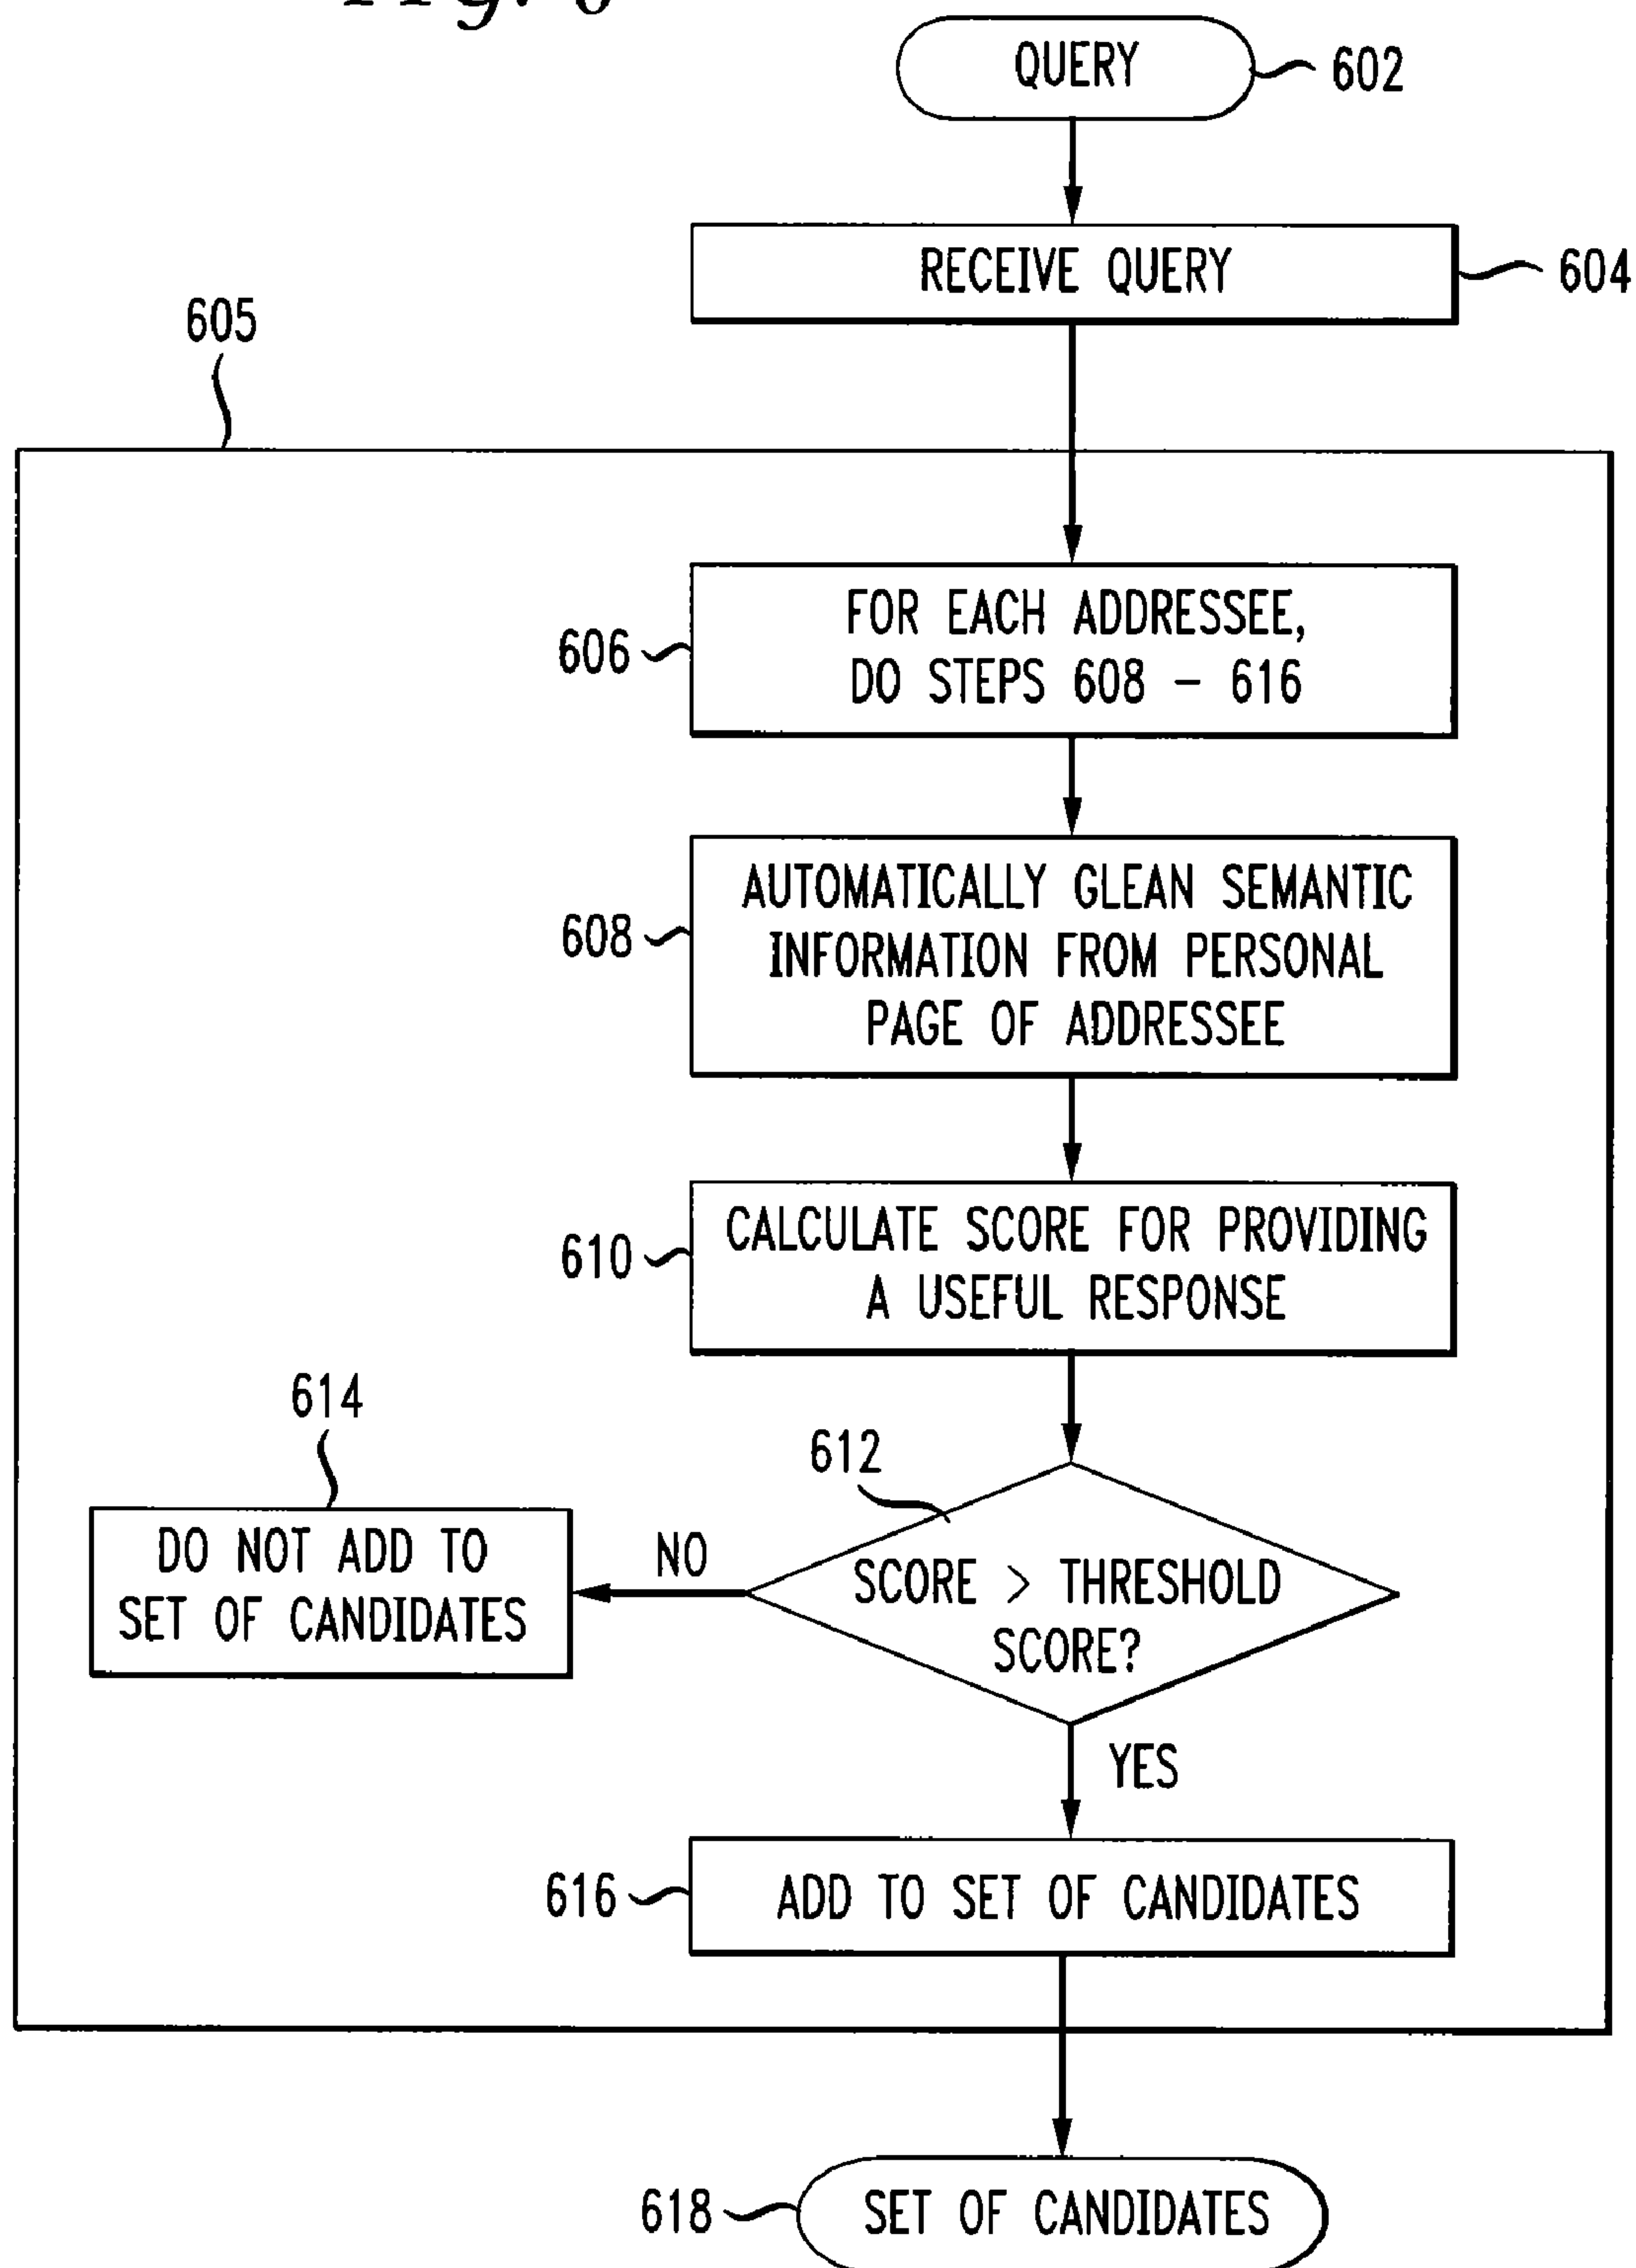 Fig. 6
QUERY
602
RECEIVE QUERY
604
605
FOR EACH ADDRESSEE,
DO STEPS 608 – 616
606
AUTOMATICALLY GLEAN SEMANTIC
INFORMATION FROM PERSONAL
PAGE OF ADDRESSEE
608
CALCULATE SCORE FOR PROVIDING
A USEFUL RESPONSE
610
614
612
DO NOT ADD TO
SET OF CANDIDATES
NO
SCORE > THRESHOLD
SCORE?
YES
616
ADD TO SET OF CANDIDATES
618
SET OF CANDIDATES